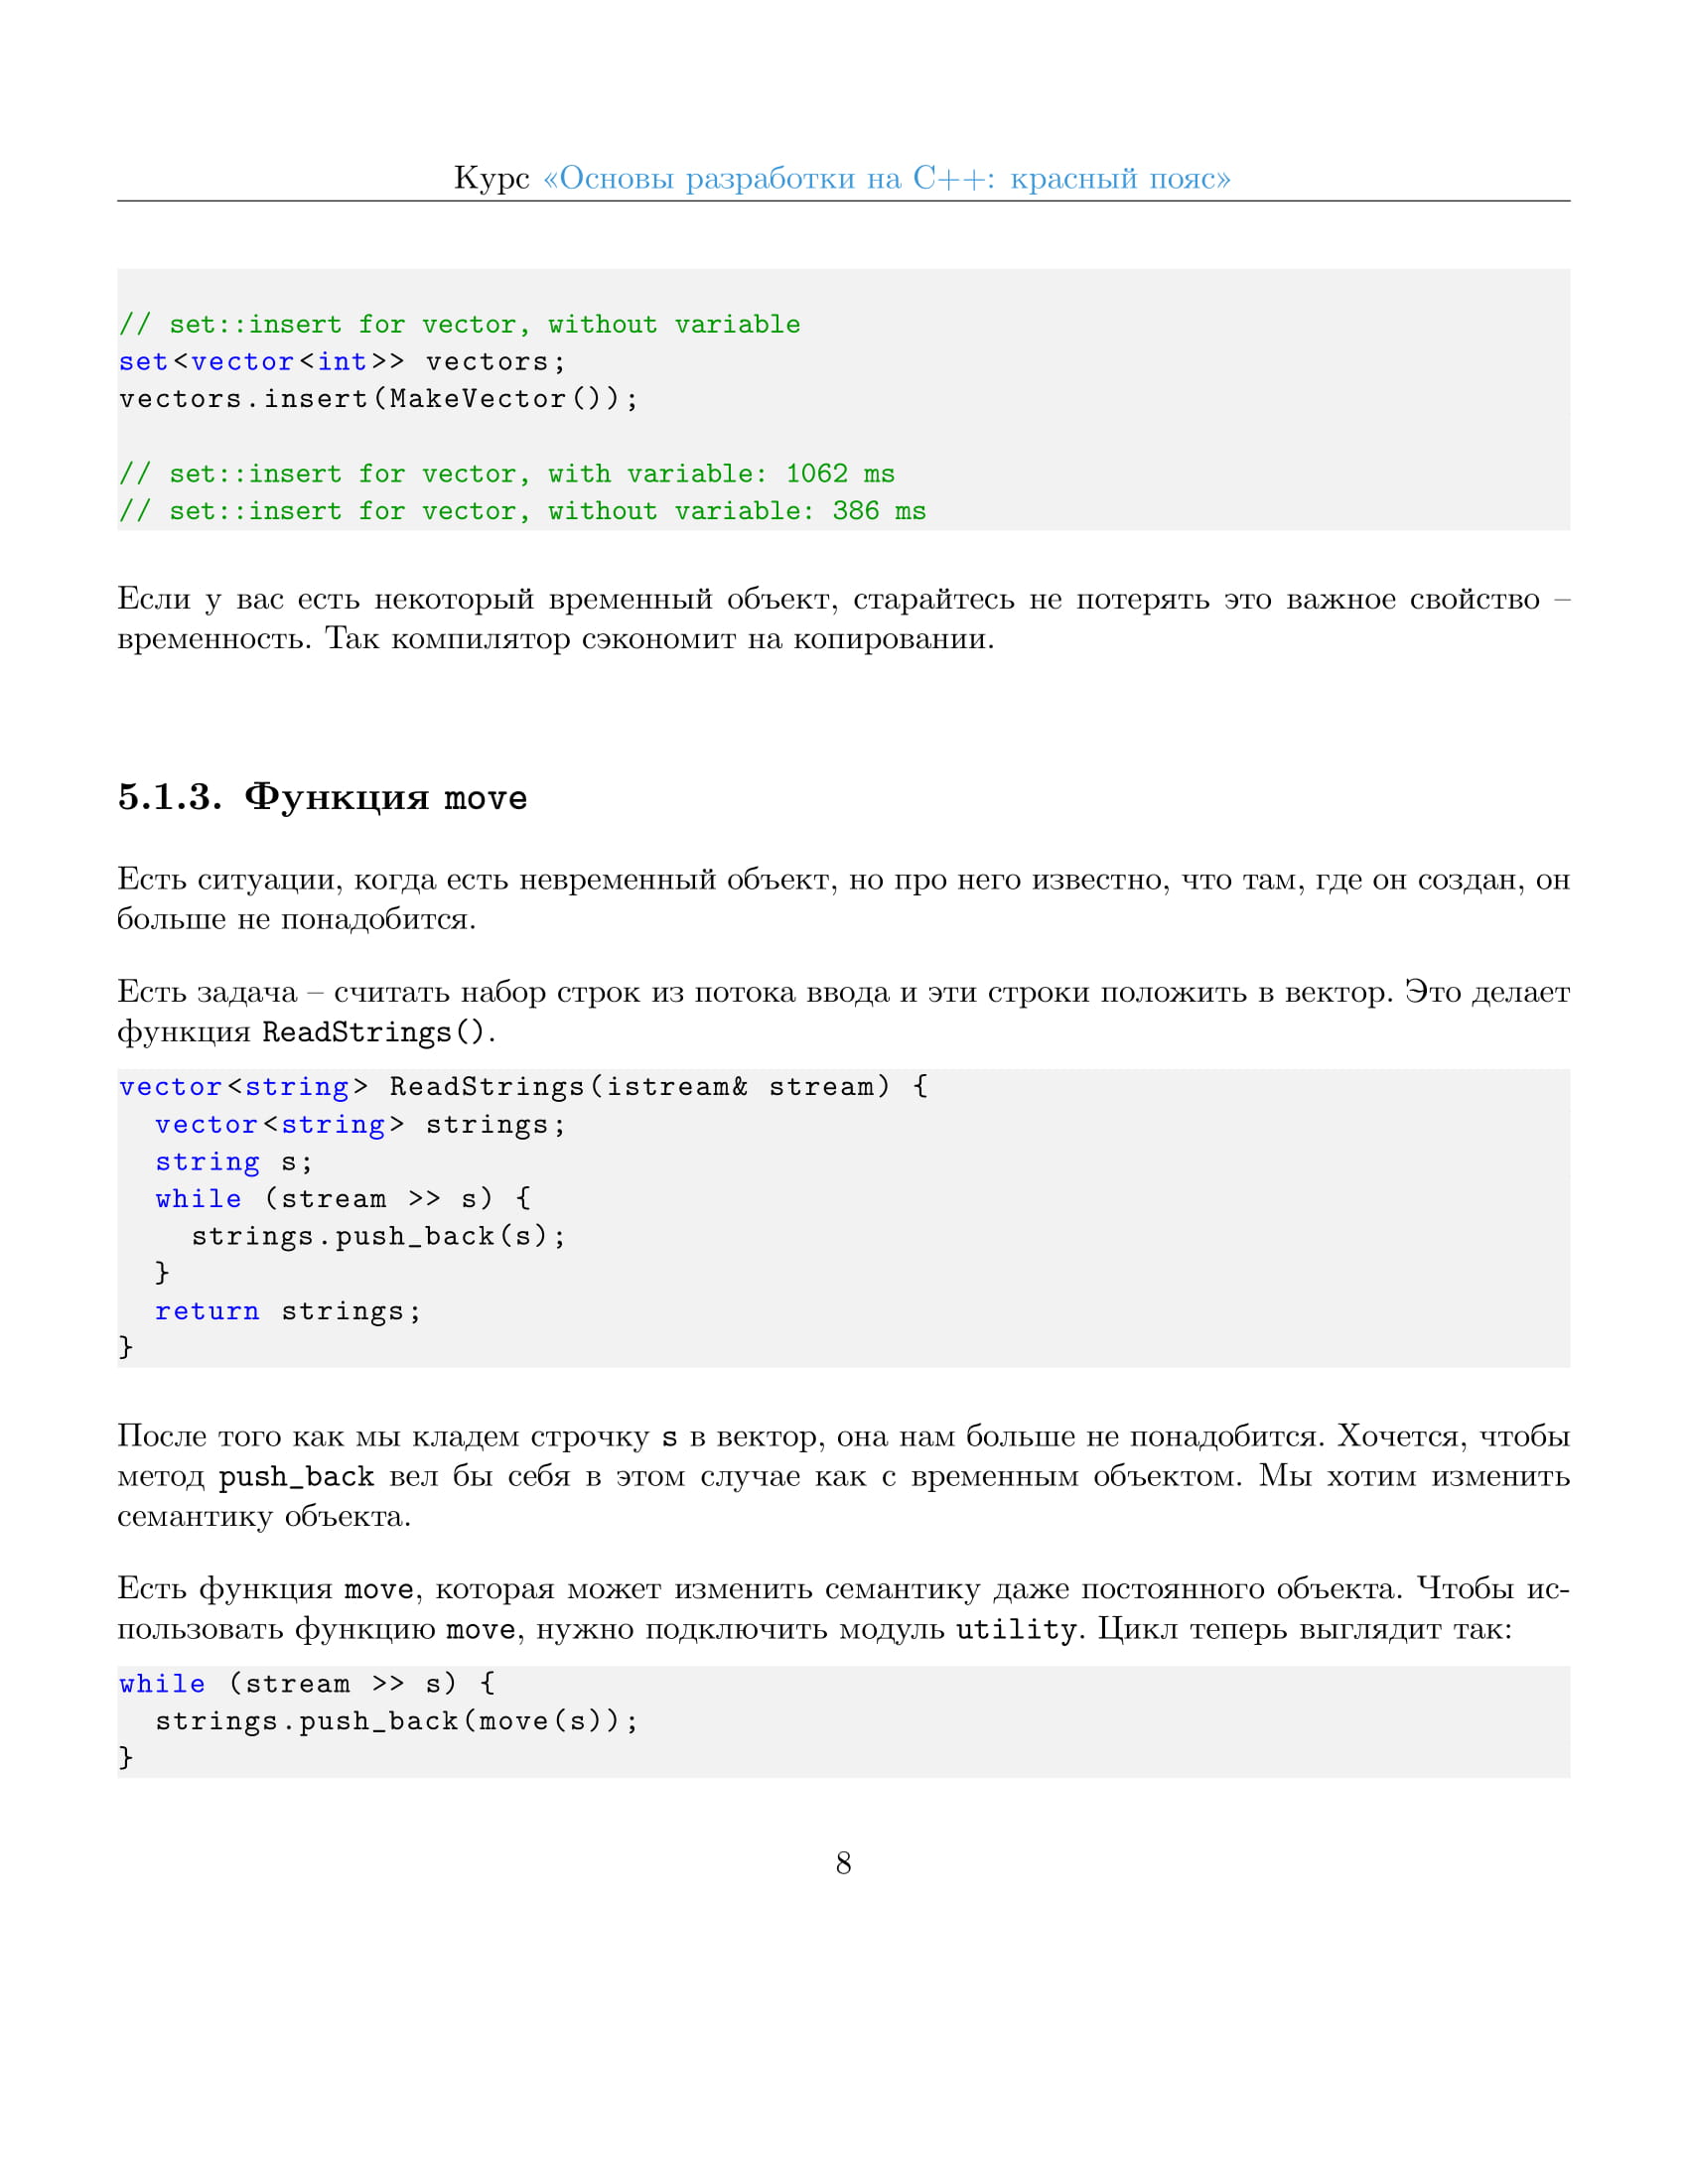 Курс «Основы разработки на C++: красный пояс»
// set::insert for vector, without variable
set<vector<int>> vectors;
vectors.insert(MakeVector());
// set::insert for vector, with variable: 1062 ms
// set::insert for vector, without variable: 386 ms
Если у вас есть некоторый временный объект, старайтесь не потерять это важное свойство –
временность. Так компилятор сэкономит на копировании.
5.1.3. Функция move
Есть ситуации, когда есть невременный объект, но про него известно, что там, где он создан, он
больше не понадобится.
Есть задача – считать набор строк из потока ввода и эти строки положить в вектор. Это делает
функция ReadStrings().
vector<string> ReadStrings(istream& stream) {
  vector<string> strings;
  string s;
  while (stream >> s) {
    strings.push_back(s);
  }
  return strings;
}
После того как мы кладем строчку s в вектор, она нам больше не понадобится. Хочется, чтобы
метод push_back вел бы себя в этом случае как с временным объектом. Мы хотим изменить
семантику объекта.
Есть функция move, которая может изменить семантику даже постоянного объекта. Чтобы ис-
пользовать функцию move, нужно подключить модуль utility. Цикл теперь выглядит так:
while (stream >> s) {
  strings.push_back(move(s));
}
8